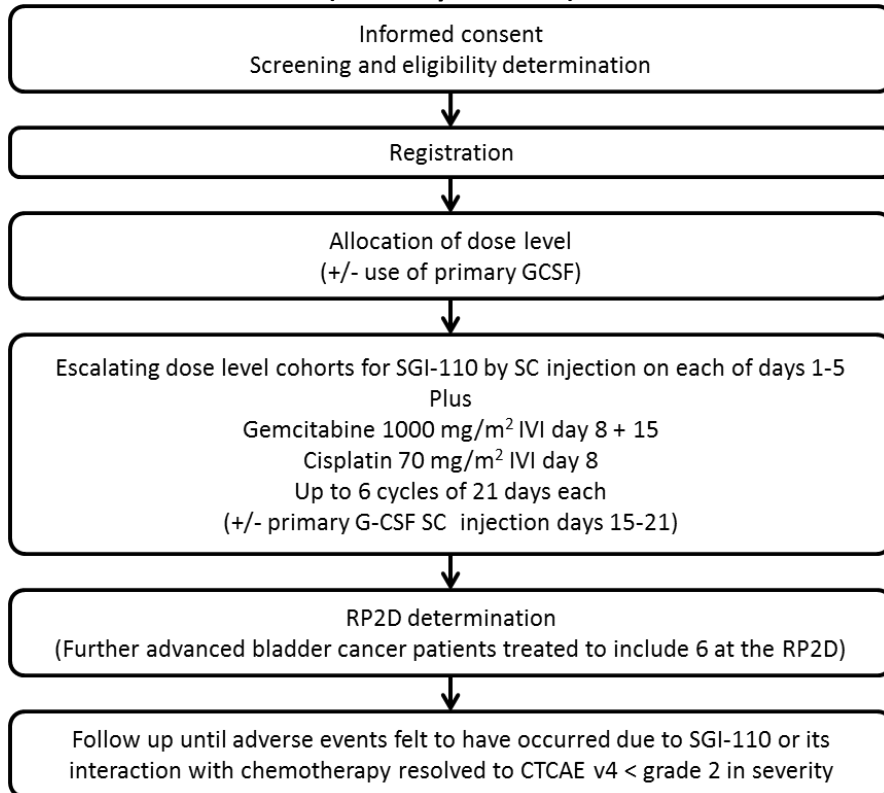 Informed consent
Screening and eligibility determination
Registration
Allocation of dose level
(+/- use of primary GCSF)
Escalating dose level cohorts for SGI-110 by SC injection on each of days 1-5
Plus
Gemcitabine 1000 mg/m² IVI day 8 + 15
Cisplatin 70 mg/m² IVI day 8
Up to 6 cycles of 21 days each
(+/- primary G-CSF SC injection days 15-21)
RP2D determination
(Further advanced bladder cancer patients treated to include 6 at the RP2D)
Follow up until adverse events felt to have occurred due to SGI-110 or its
interaction with chemotherapy resolved to CTCAE v4 < grade 2 in severity